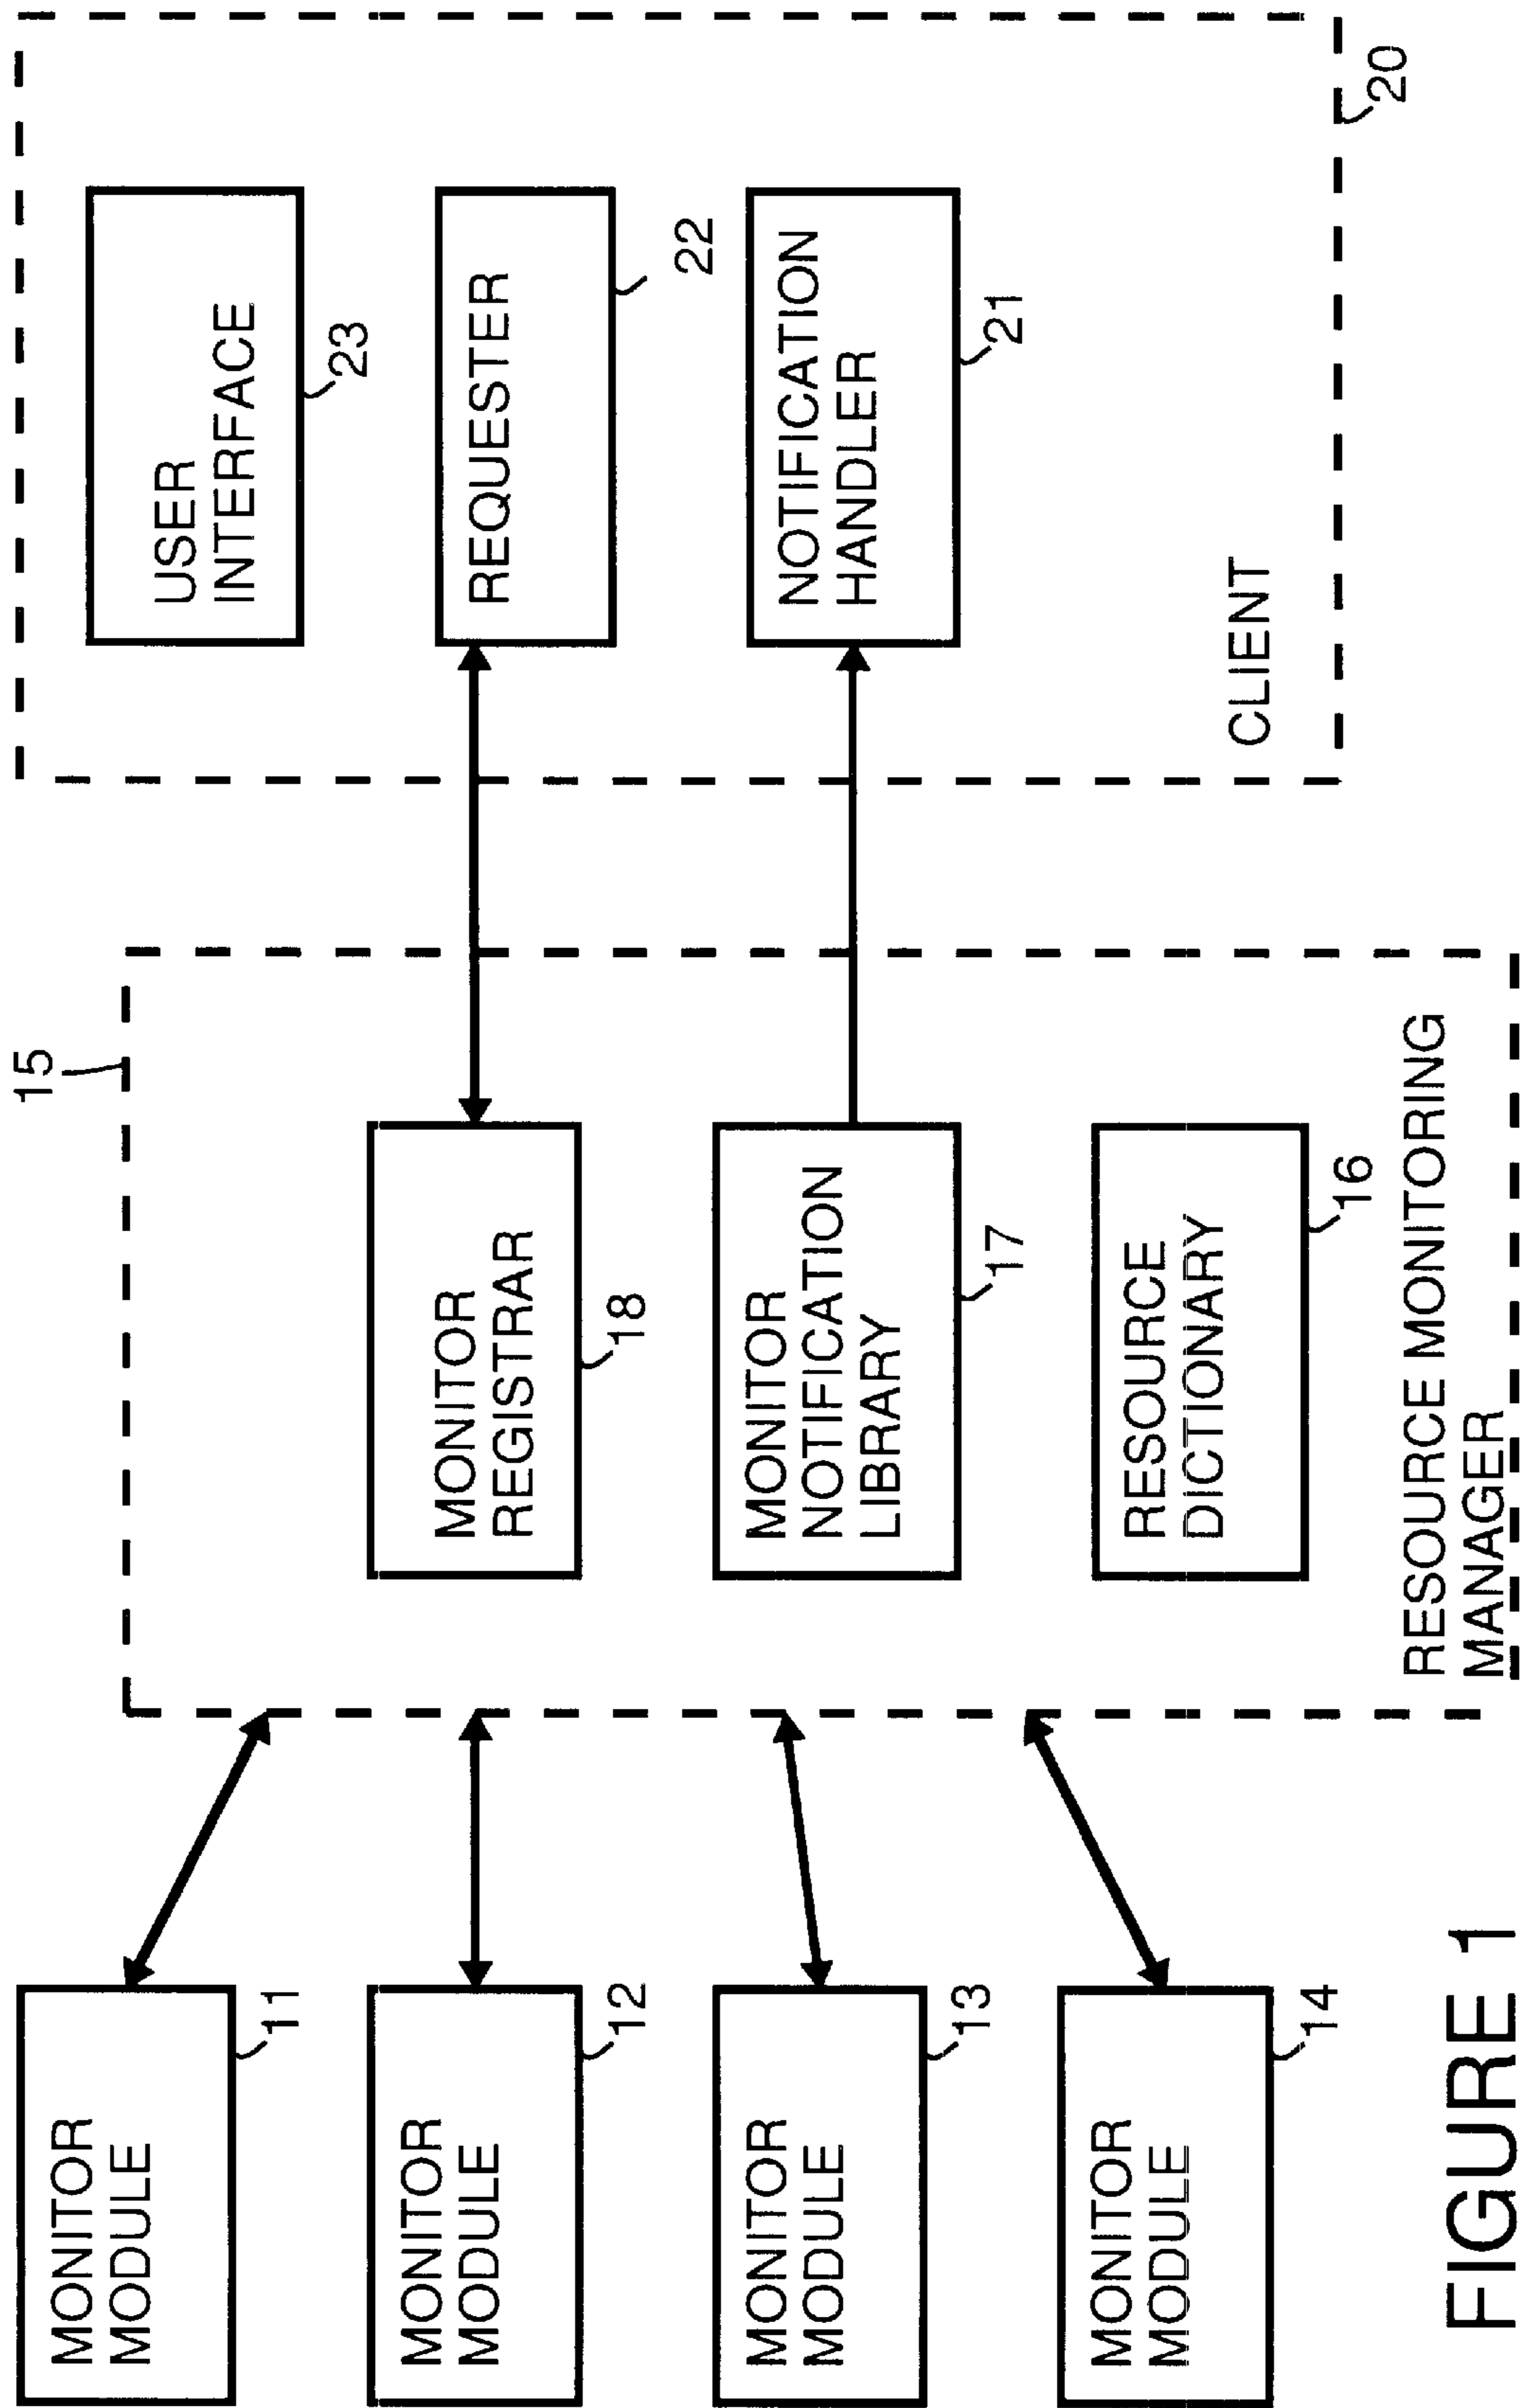 MONITOR
MODULE
11
MONITOR
MODULE
12
MONITOR
MODULE
13
MONITOR
MODULE
14
15
MONITOR
REGISTRAR
18
MONITOR
NOTIFICATION
LIBRARY
17
RESOURCE
DICTIONARY
16
RESOURCE MONITORING
MANAGER
USER
INTERFACE
23
REQUESTER
22
NOTIFICATION
HANDLER
21
CLIENT
20
FIGURE 1